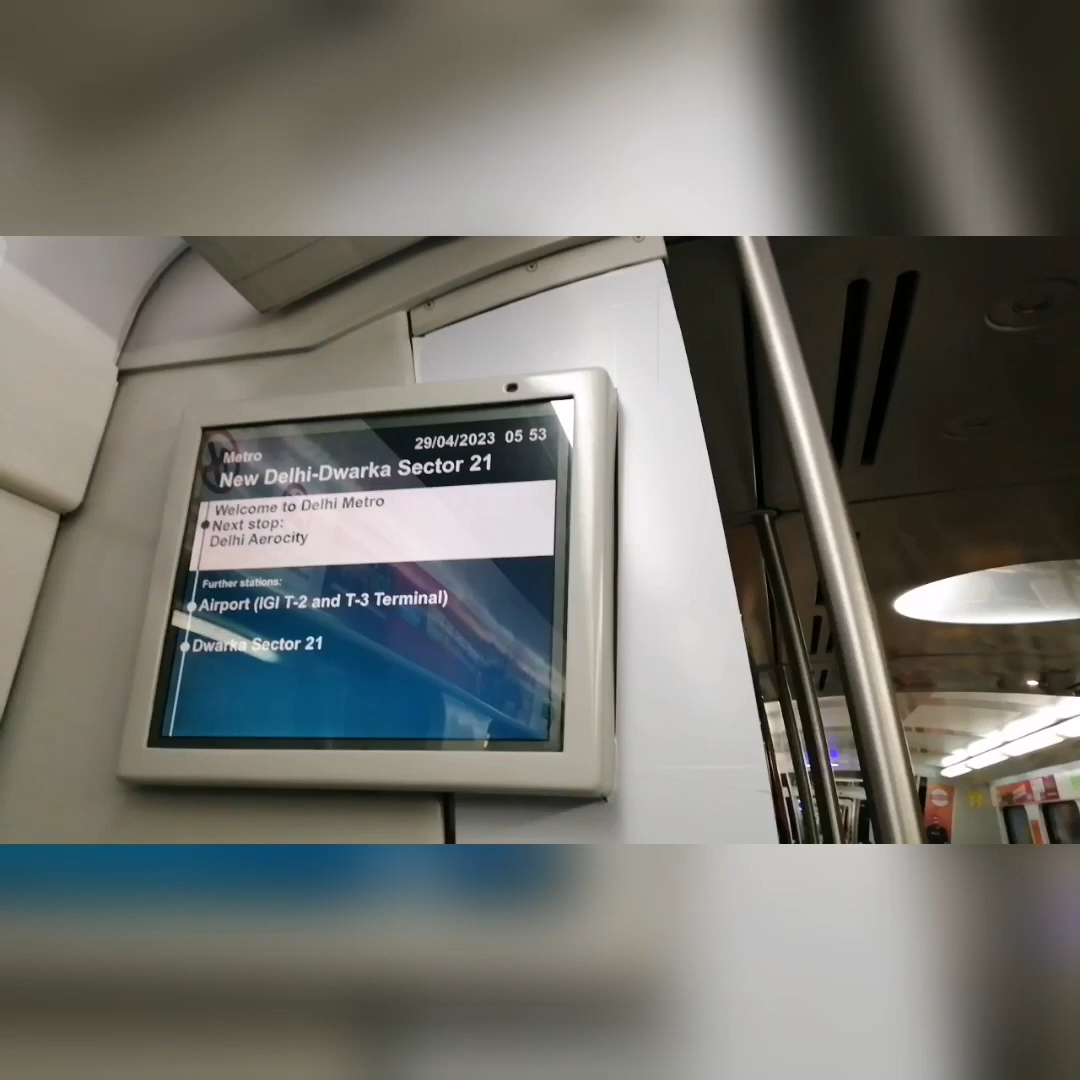 29/04/2023 05 53
Metro
New Delhi-Dwarka Sector 21
Welcome to Delhi Metro
Next stop:
Delhi Aerocity
Further stations:
Airport (IGI T-2 and T-3 Terminal)
Dwarka Sector 21